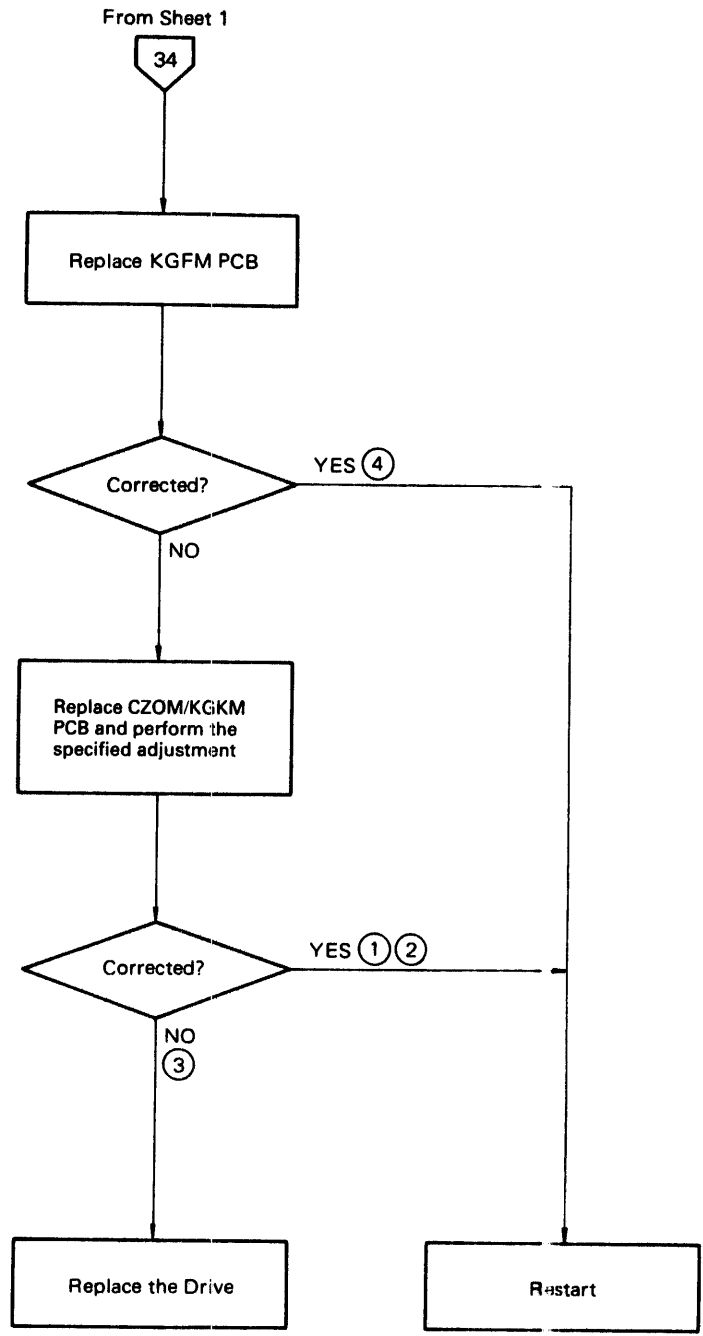 From Sheet 1
34
Replace KGFM PCB
Corrected?
YES 4
NO
Replace CZOM/KGKM
PCB and perform the
specified adjustment
Corrected?
YES 1 2
NO
3
Replace the Drive
Restart